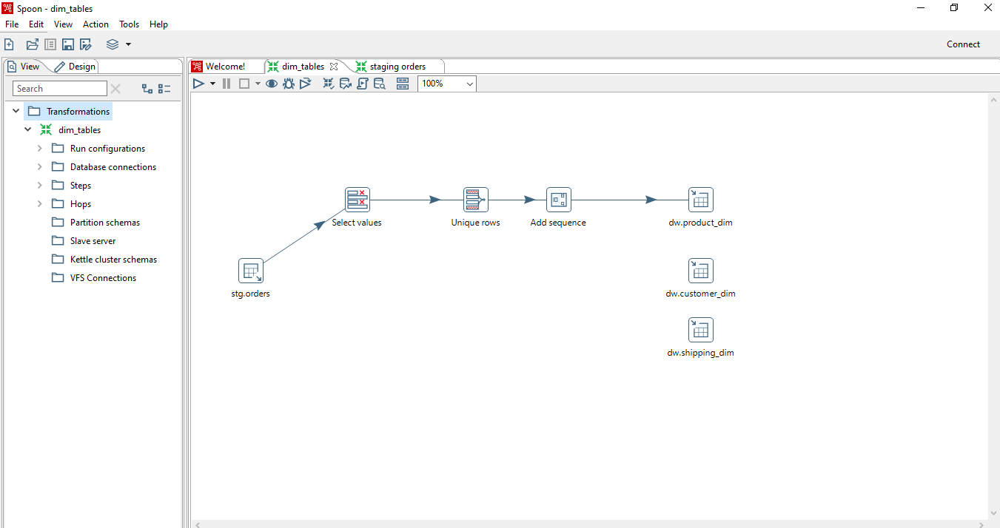 Spoon - dim_tables
File Edit View Action Tools Help
Connect
View Design
Welcome! dim_tables staging orders
Search
100%
Transformations
dim_tables
Run configurations
Database connections
Steps
Hops
Partition schemas
Slave server
Kettle cluster schemas
VFS Connections
Select values Unique rows Add sequence dw.product_dim
stg.orders dw.customer_dim
dw.shipping_dim